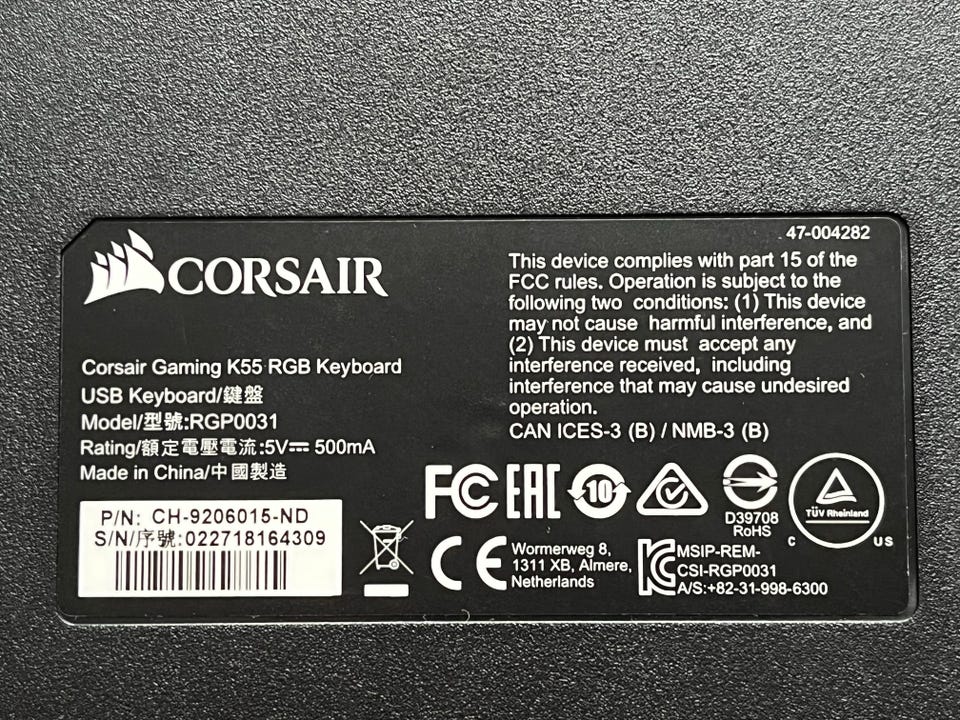 CORSAIR
Corsair Gaming K55 RGB Keyboard
USB Keyboard/鍵盤
Model/型號:RGP0031
Rating/額定電壓電流:5V⎓ 500mA
Made in China/中國製造
P/N: CH-9206015-ND
S/N/序號:022718164309
47-004282
This device complies with part 15 of the
FCC rules. Operation is subject to the
following two conditions: (1) This device
may not cause harmful interference, and
(2) This device must accept any
interference received, including
interference that may cause undesired
operation.
CAN ICES-3 (B) / NMB-3 (B)
FC EAC 10
D39708
RoHS
TÜV Rheinland
C US
CE
Wormerweg 8,
1311 XB, Almere,
Netherlands
KC
MSIP-REM-
CSI-RGP0031
A/S:+82-31-998-6300